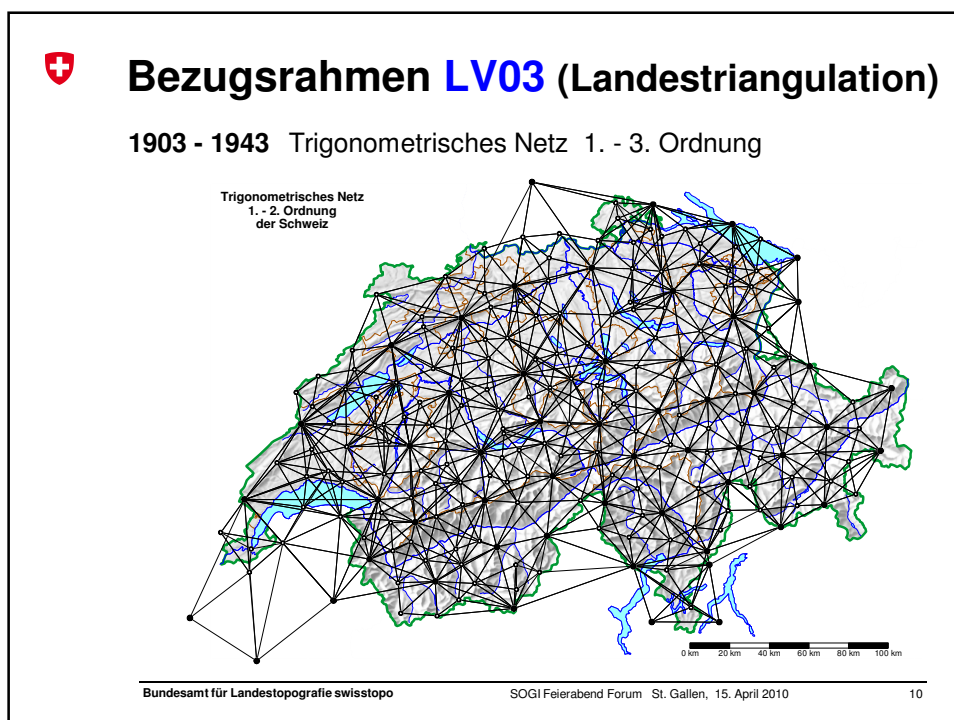 Bezugsrahmen LV03 (Landestriangulation)
1903 - 1943 Trigonometrisches Netz 1. - 3. Ordnung
Trigonometrisches Netz
1. - 2. Ordnung
der Schweiz
0 km 20 km 40 km 60 km 80 km 100 km
Bundesamt für Landestopografie swisstopo SOGI Feierabend Forum St. Gallen, 15. April 2010 10